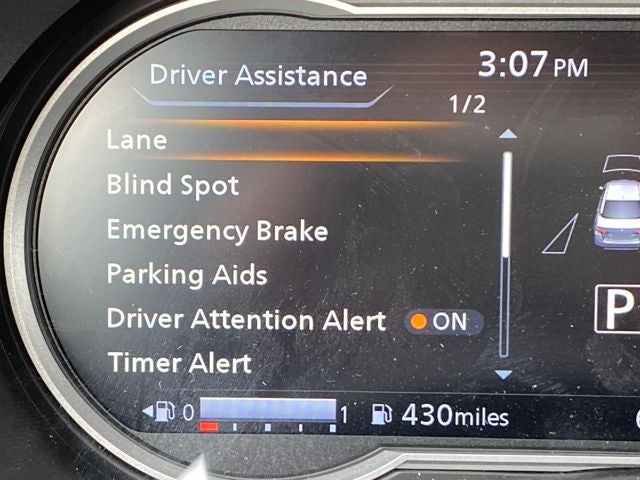 Driver Assistance
3:07 PM
1/2
Lane
Blind Spot
Emergency Brake
Parking Aids
Driver Attention Alert ON
Timer Alert
P
0 1 430miles